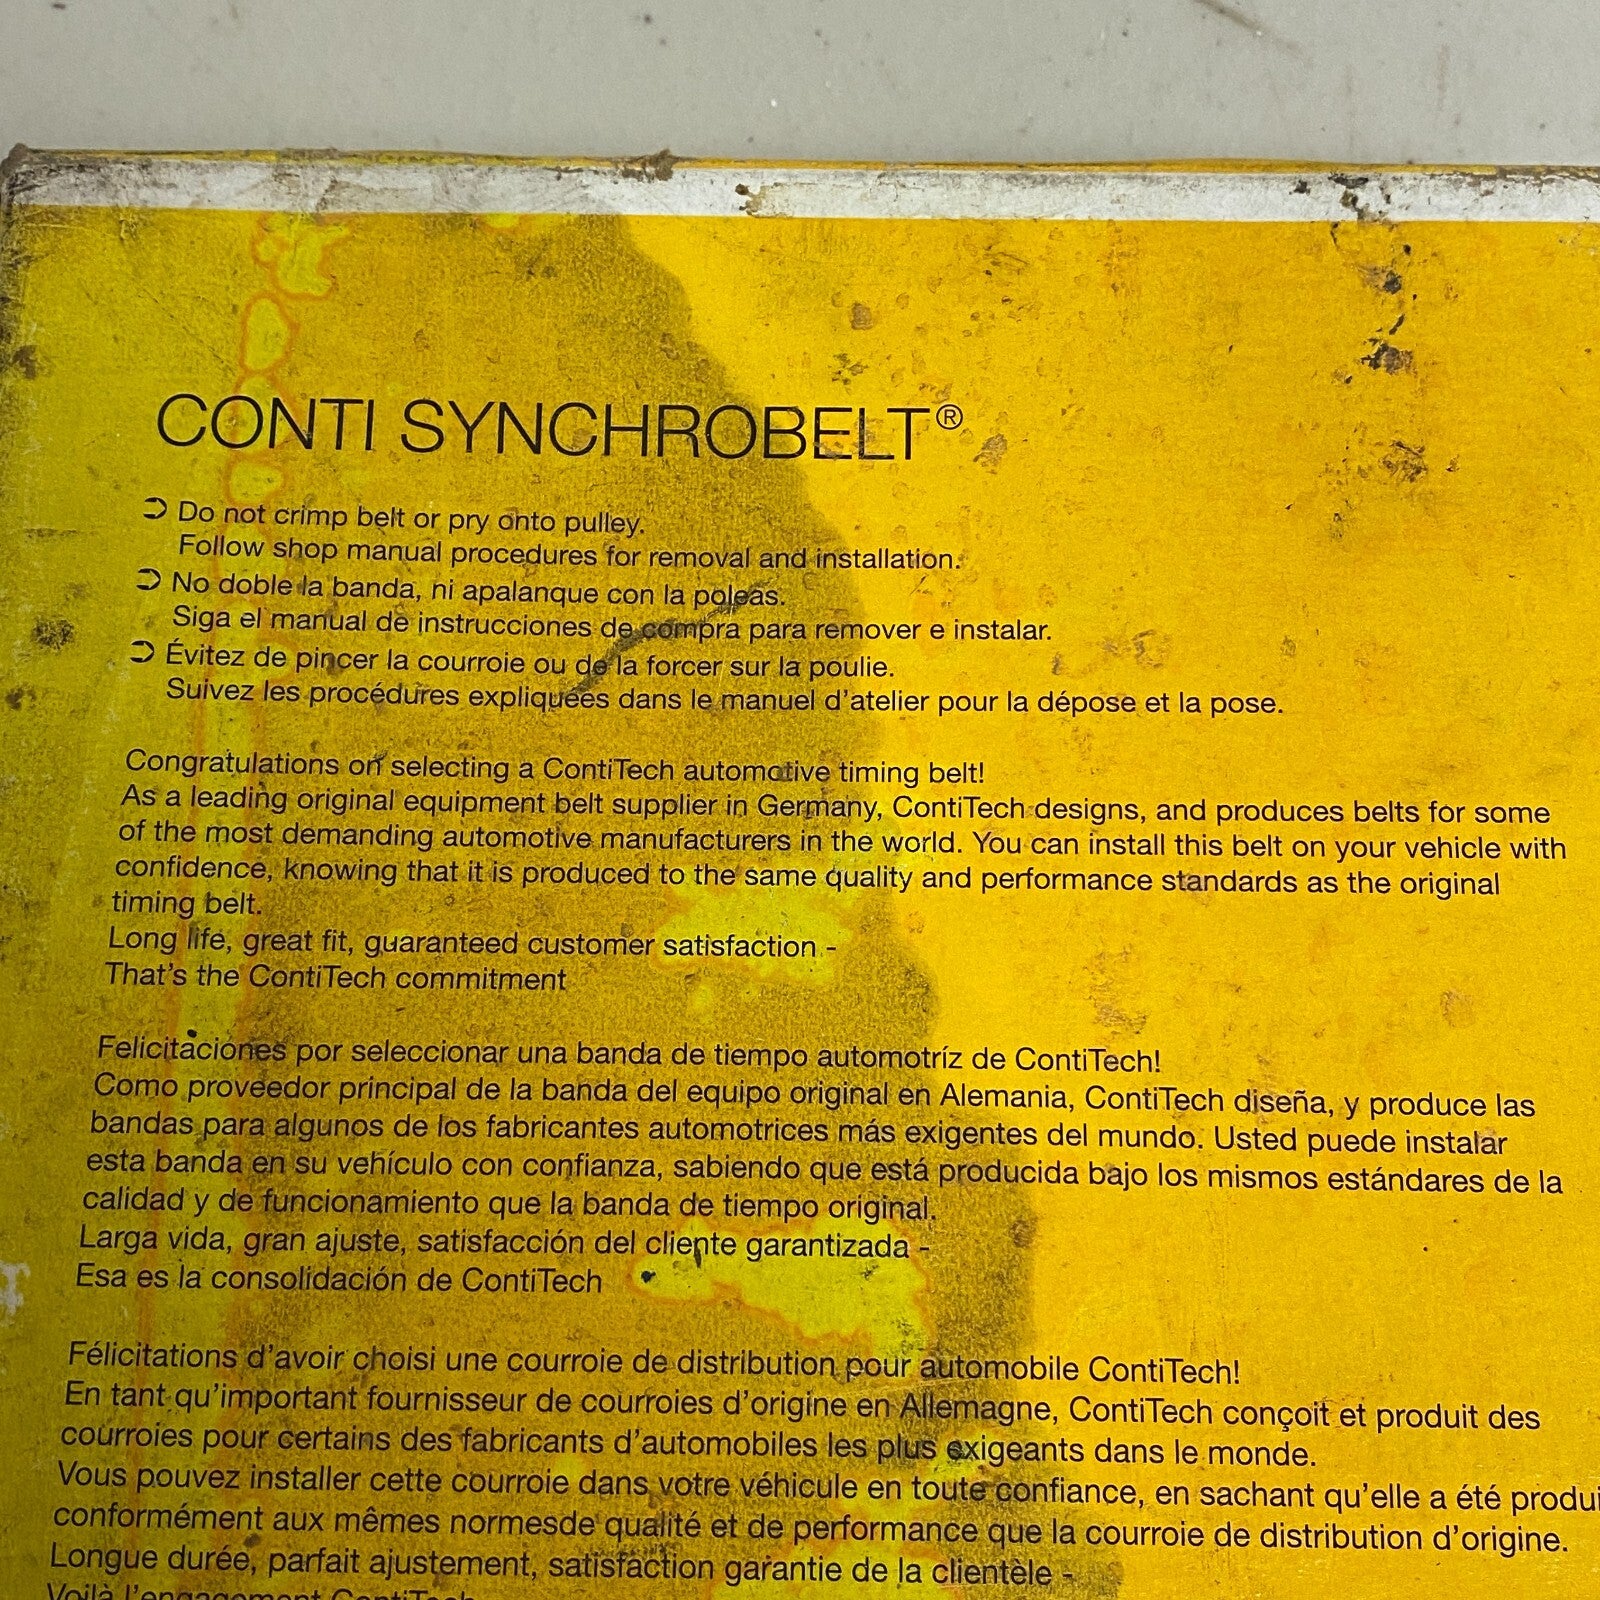 CONTI SYNCHROBELT®
➲ Do not crimp belt or pry onto pulley.
Follow shop manual procedures for removal and installation.
➲ No doble la banda, ni apalanque con la poleas.
Siga el manual de instrucciones de compra para remover e instalar.
➲ Évitez de pincer la courroie ou de la forcer sur la poulie.
Suivez les procédures expliquées dans le manuel d'atelier pour la dépose et la pose.
Congratulations on selecting a ContiTech automotive timing belt!
As a leading original equipment belt supplier in Germany, ContiTech designs, and produces belts for some
of the most demanding automotive manufacturers in the world. You can install this belt on your vehicle with
confidence, knowing that it is produced to the same quality and performance standards as the original
timing belt.
Long life, great fit, guaranteed customer satisfaction -
That's the ContiTech commitment
Felicitaciónes por seleccionar una banda de tiempo automotríz de ContiTech!
Como proveedor principal de la banda del equipo original en Alemania, ContiTech diseña, y produce las
bandas para algunos de los fabricantes automotrices más exigentes del mundo. Usted puede instalar
esta banda en su vehículo con confianza, sabiendo que está producida bajo los mismos estándares de la
calidad y de funcionamiento que la banda de tiempo original.
Larga vida, gran ajuste, satisfacción del cliente garantizada -
Esa es la consolidación de ContiTech
Félicitations d'avoir choisi une courroie de distribution pour automobile ContiTech!
En tant qu'important fournisseur de courroies d'origine en Allemagne, ContiTech conçoit et produit des
courroies pour certains des fabricants d'automobiles les plus exigeants dans le monde.
Vous pouvez installer cette courroie dans votre véhicule en toute confiance, en sachant qu'elle a été produi
conformément aux mêmes normesde qualité et de performance que la courroie de distribution d'origine.
Longue durée, parfait ajustement, satisfaction garantie de la clientèle -
Voilà l'engagement ContiTech